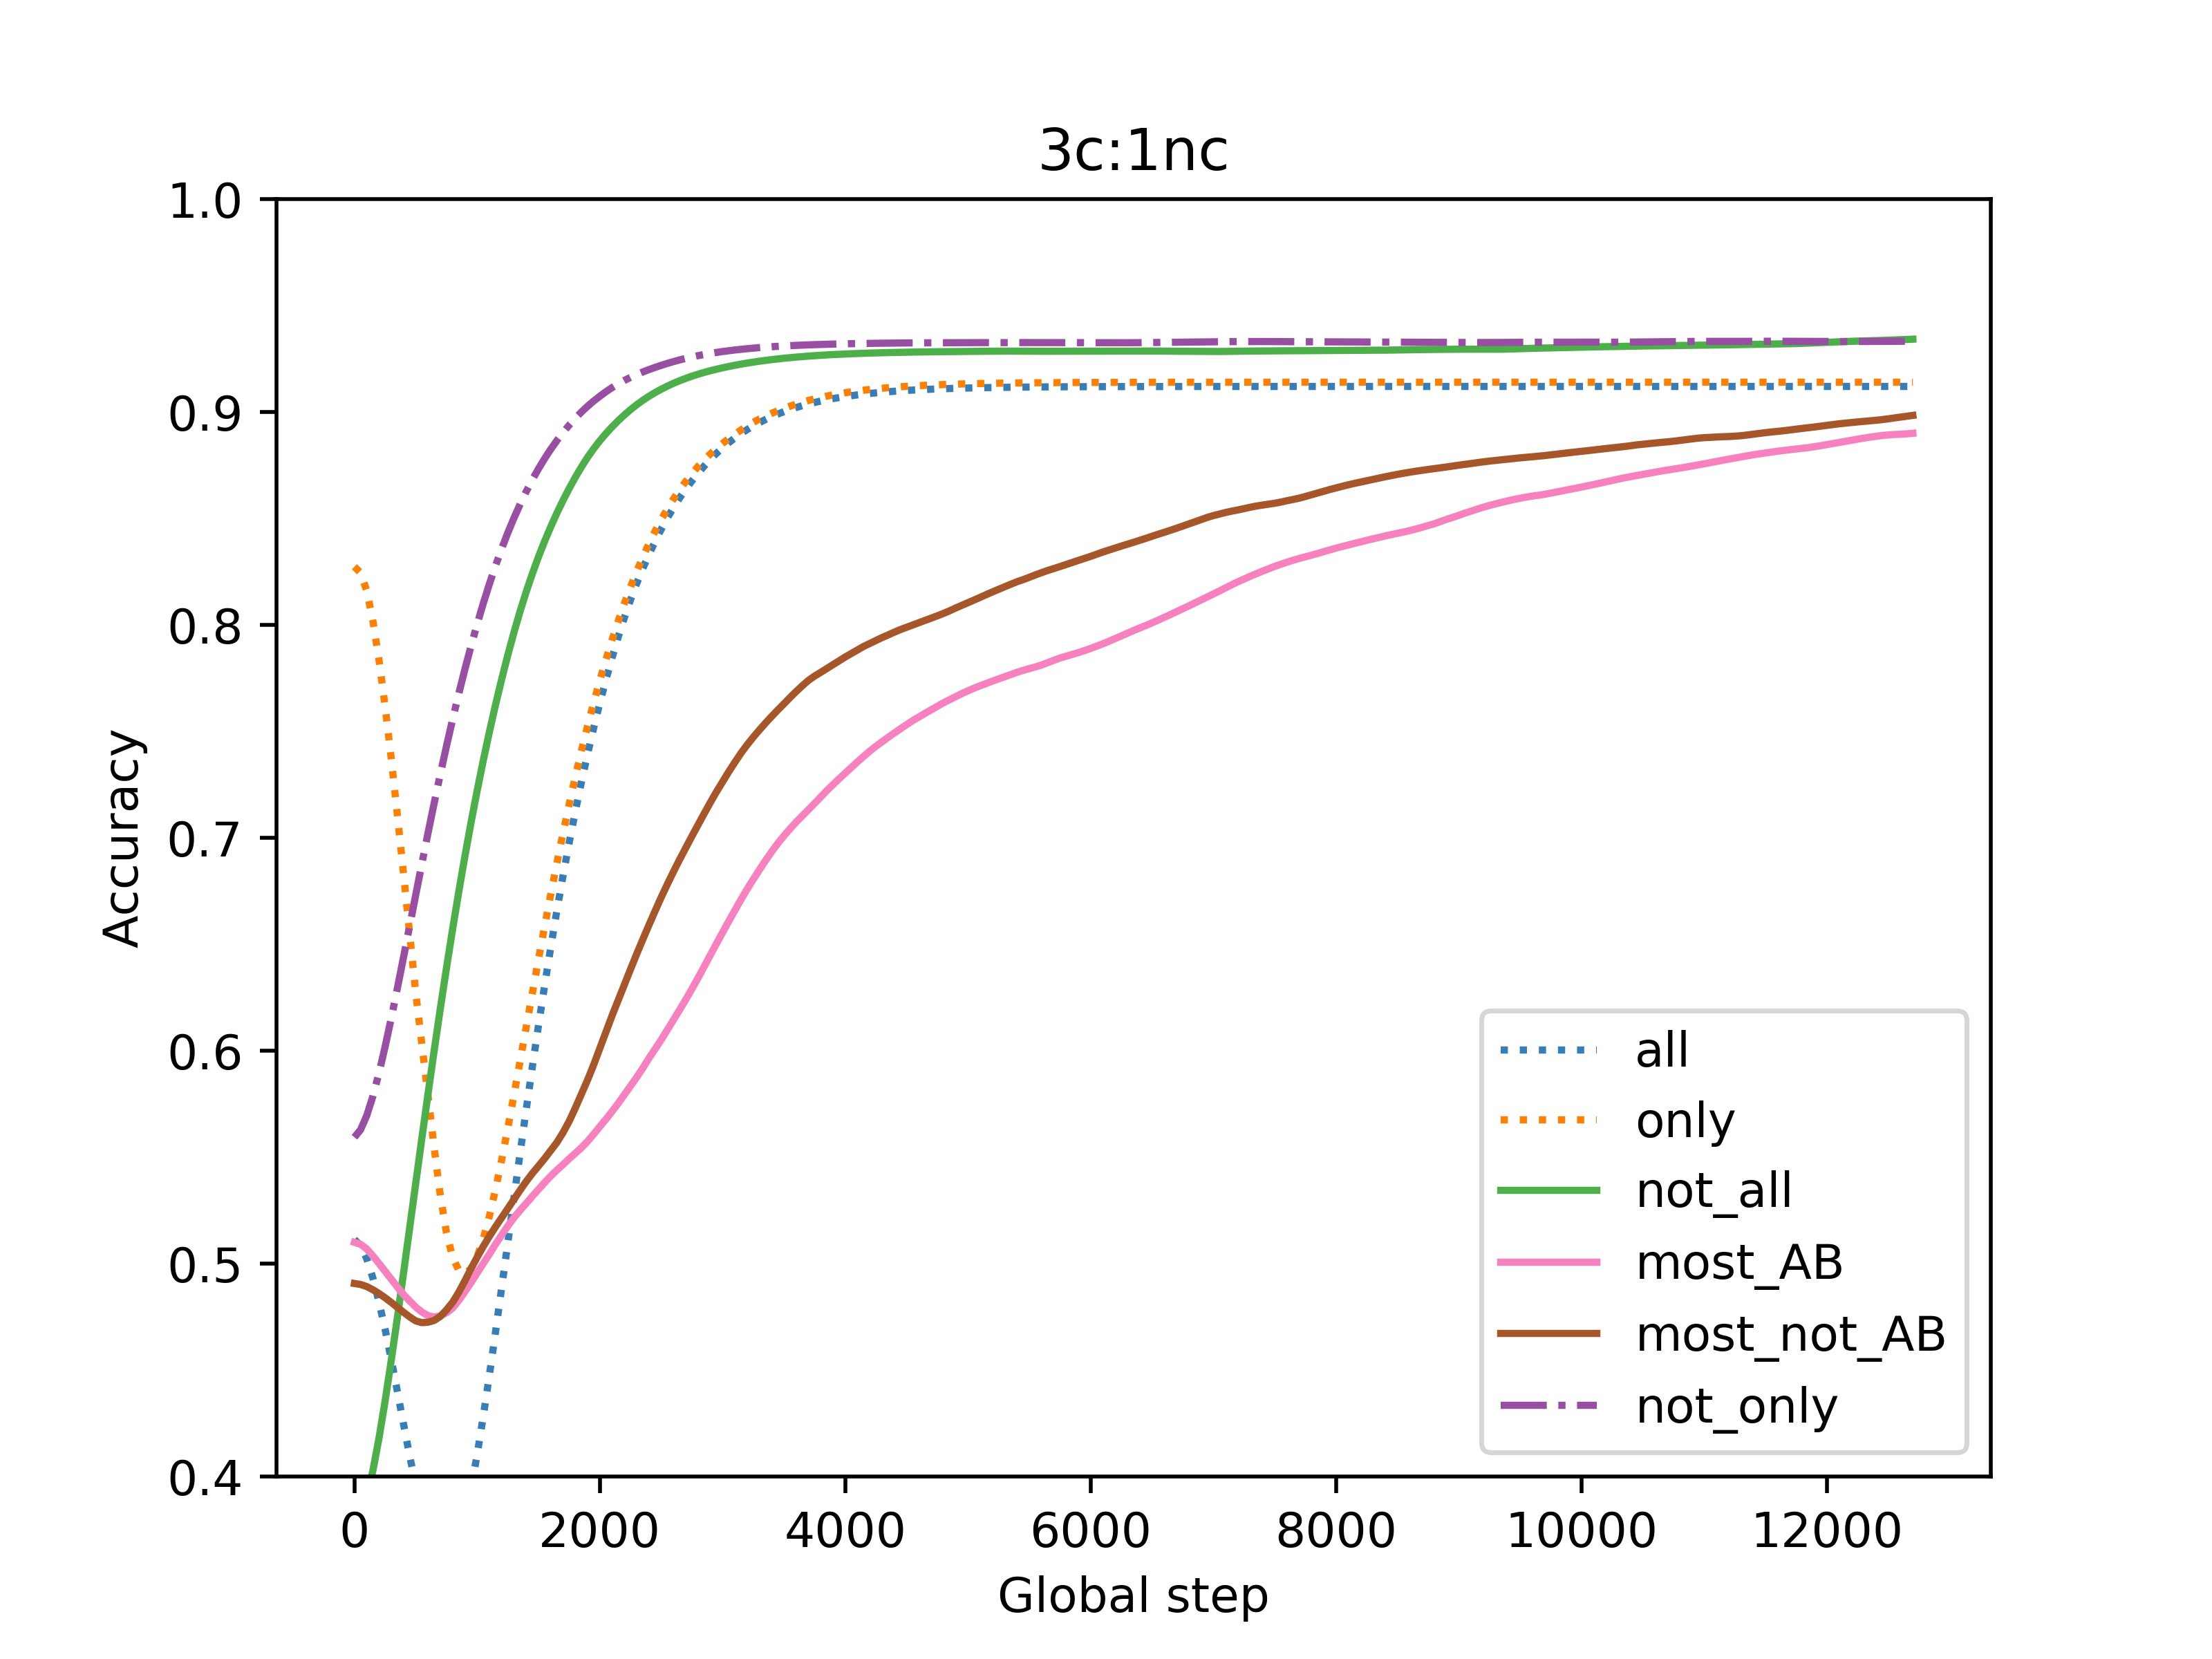 3c:1nc
1.0
0.9
0.8
0.7
0.6
0.5
0.4
Accuracy
0 2000 4000 6000 8000 10000 12000
Global step
all
only
not_all
most_AB
most_not_AB
not_only